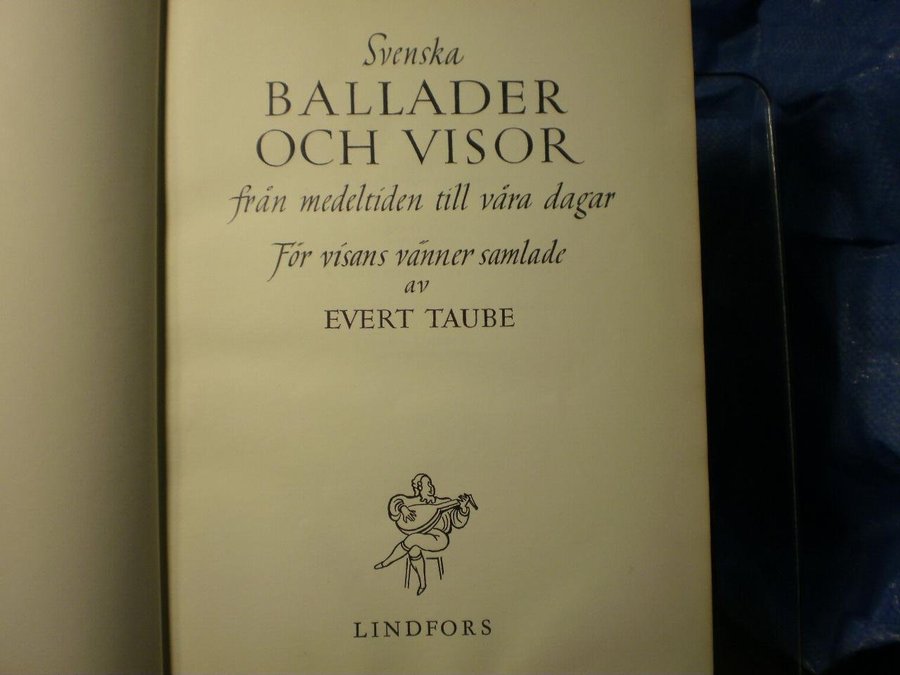 Svenska
BALLADER
OCH VISOR
från medeltiden till våra dagar
För visans vänner samlade
av
EVERT TAUBE
LINDFORS